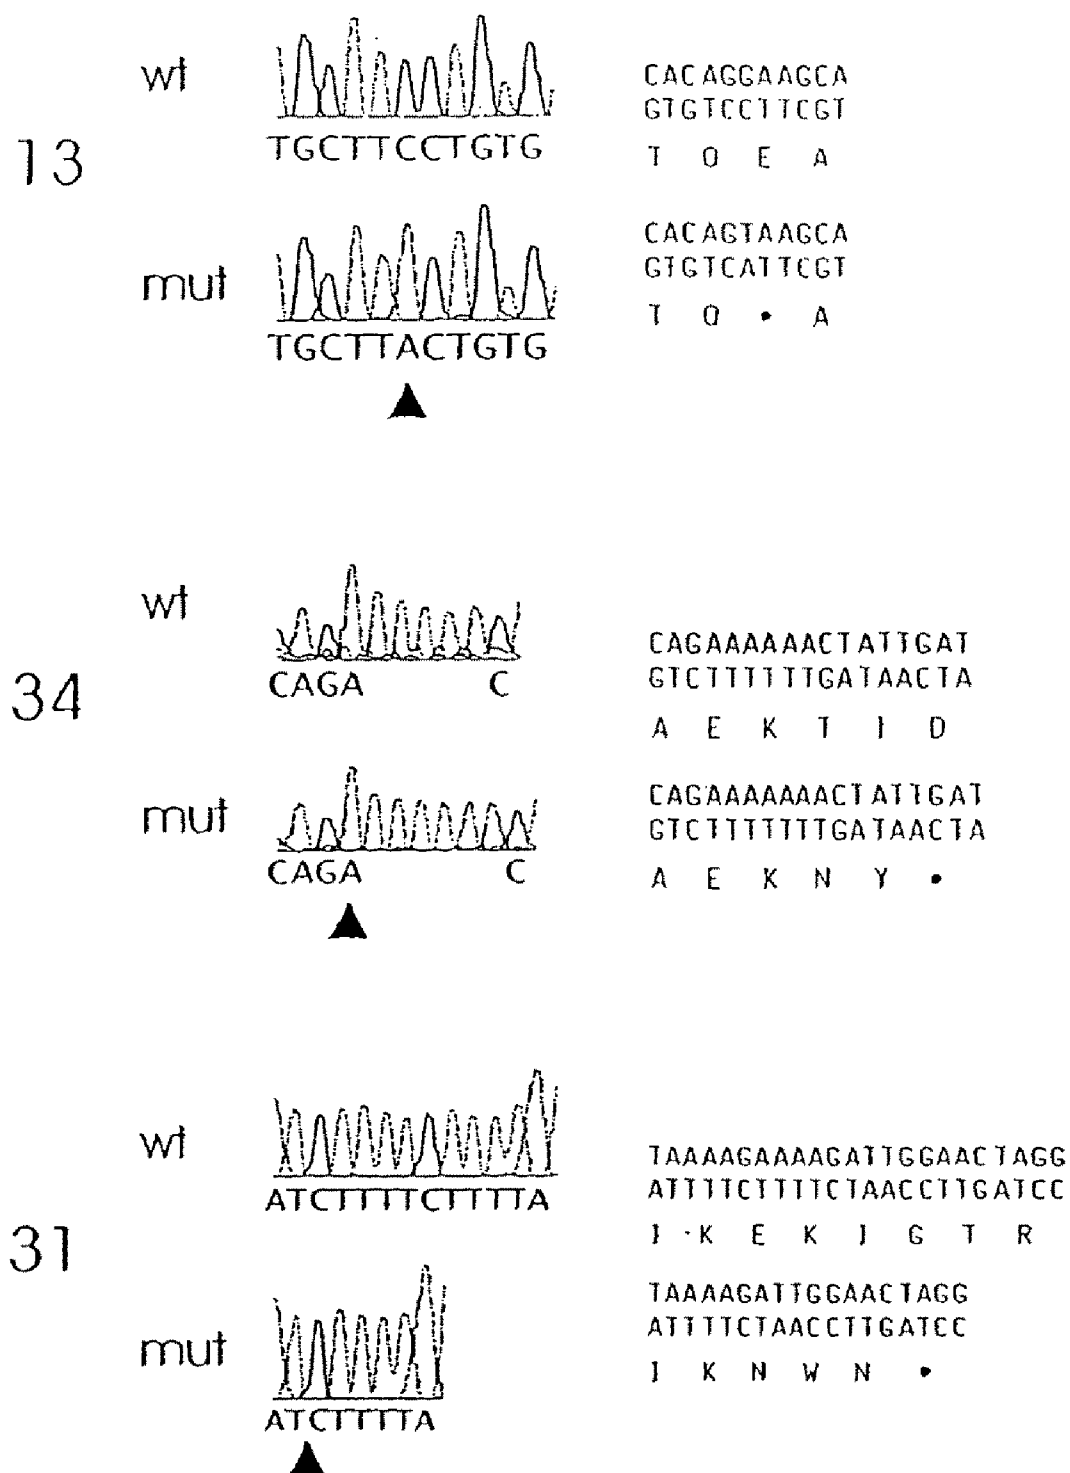 13
wt
TGCTTCCTGTG
CACAGGAAGCA
GTGTCCTTCGT
T Q E A
mut
TGCTTACTGTG
CACAGTAAGCA
GTGTCATTCGT
T Q • A
34
wt
CAGA C
CAGAAAAAACTATTGAT
GTCTTTTTTGATAACTA
A E K T I D
mut
CAGA C
CAGAAAAAAACTATTGAT
GTCTTTTTTTGATAACTA
A E K N Y •
31
wt
ATCTTTTCTTTTA
TAAAAGAAAAGATTGGAACTAGG
ATTTTCTTTTCTAACCTTGATCC
I K E K I G T R
mut
ATCTTTTA
TAAAAGATTGGAACTAGG
ATTTTCTAACCTTGATCC
I K N W N •